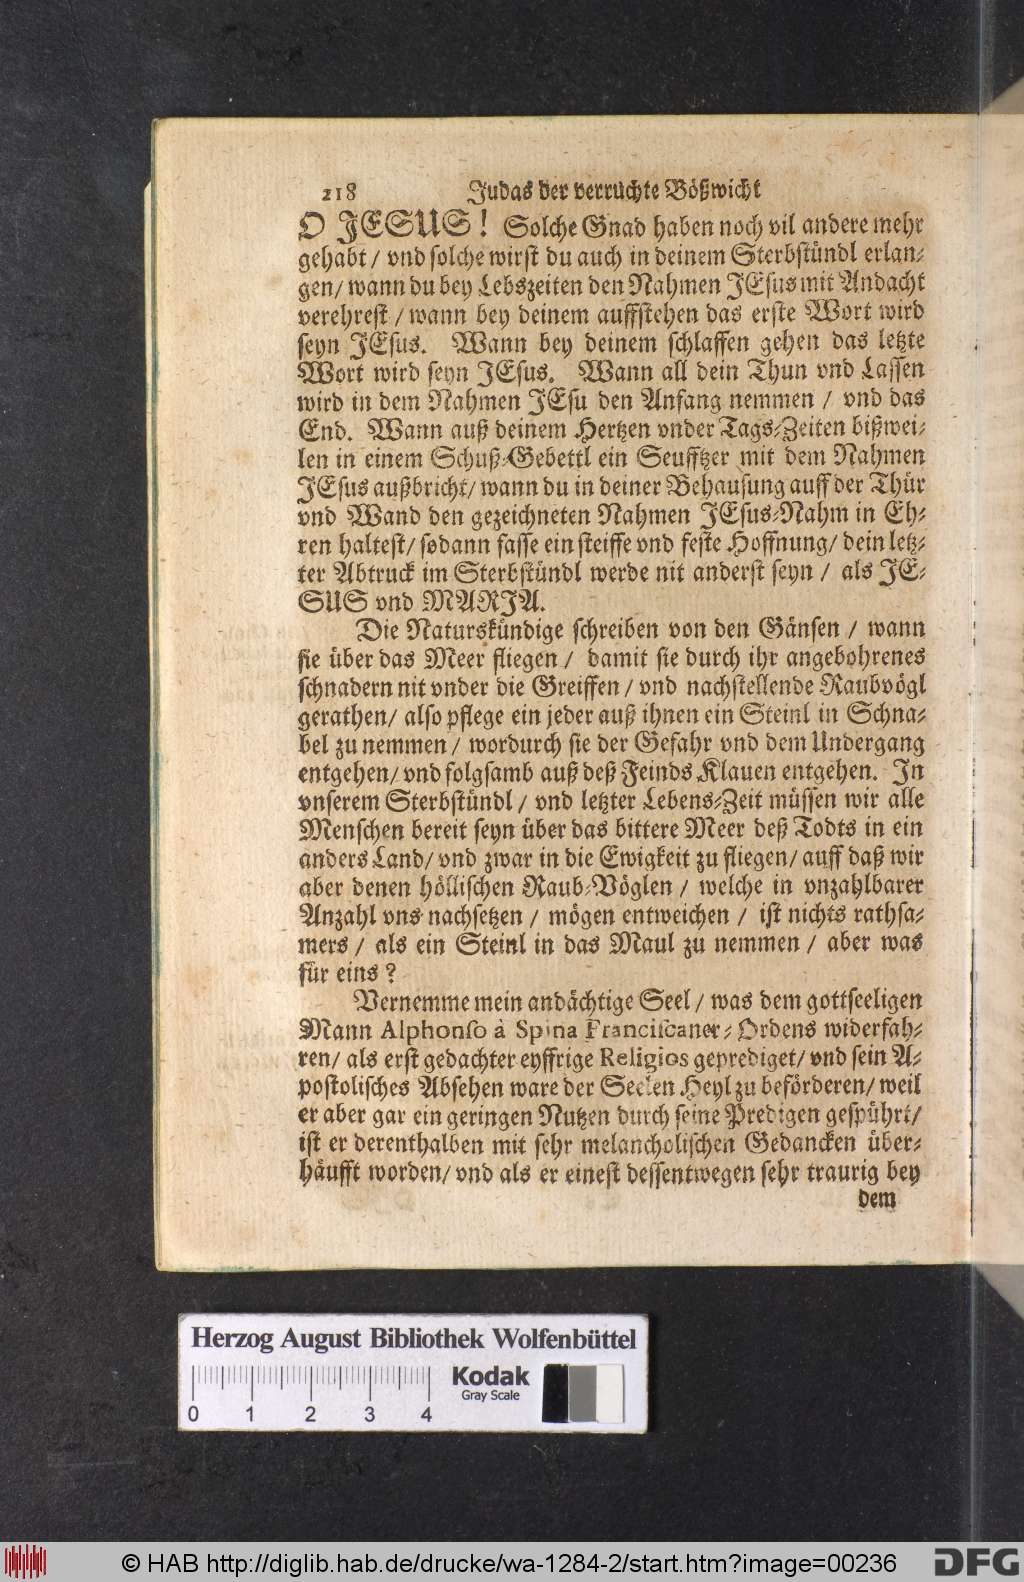 218 Judas der verruchte Bößwicht
O JESUS! Solche Gnad haben noch vil andere mehr
gehabt / vnd solche wirst du auch in deinem Sterbstündl erlan-
gen / wann du bey Lebszeiten den Nahmen JEsus mit Andacht
verehrest / wann bey deinem auffstehen das erste Wort wird
seyn JEsus. Wann bey deinem schlaffen gehen das letzte
Wort wird seyn JEsus. Wann all dein Thun vnd Lassen
wird in dem Nahmen JEsu den Anfang nemmen / vnd das
End. Wann auß deinem Hertzen vnder Tags-Zeiten bißwei-
len in einem Schuß-Gebettl ein Seufftzer mit dem Nahmen
JEsus außbricht / wann du in deiner Behausung auff der Thür
vnd Wand den gezeichneten Nahmen JEsus-Nahm in Eh-
ren haltest / sodann fasse ein steiffe vnd feste Hoffnung / dein letz-
ter Abtruck im Sterbstündl werde nit anderst seyn / als JE-
SUS vnd MARJA.
Die Naturskündige schreiben von den Gänsen / wann
sie über das Meer fliegen / damit sie durch ihr angebohrenes
schnadern nit vnder die Greiffen / vnd nachstellende Raubvögl
gerathen / also pflege ein jeder auß ihnen ein Steinl in Schna-
bel zu nemmen / wordurch sie der Gefahr vnd dem Undergang
entgehen / vnd folgsamb auß deß Feinds Klauen entgehen. In
vnserem Sterbstündl / vnd letzter Lebens-Zeit müssen wir alle
Menschen bereit seyn über das bittere Meer deß Todts in ein
anders Land / vnd zwar in die Ewigkeit zu fliegen / auff daß wir
aber denen höllischen Raub-Vöglen / welche in vnzahlbarer
Anzahl vns nachsetzen / mögen entweichen / ist nichts rathsa-
mers / als ein Steinl in das Maul zu nemmen / aber was
für eins?
Vernemme mein andächtige Seel / was dem gottseeligen
Mann Alphonso à Spina Franciscaner-Ordens widerfah-
ren / als erst gedachter eyffrige Religios geprediget / vnd sein A-
postolisches Absehen ware der Seelen Heyl zu beförderen / weil
er aber gar ein geringen Nutzen durch seine Predigen gespührt /
ist er derenthalben mit sehr melancholischen Gedancken über-
häufft worden / vnd als er einest dessentwegen sehr traurig bey
dem
Herzog August Bibliothek Wolfenbüttel
Kodak
Gray Scale
0 1 2 3 4
© HAB http://diglib.hab.de/drucke/wa-1284-2/start.htm?image=00236
DFG